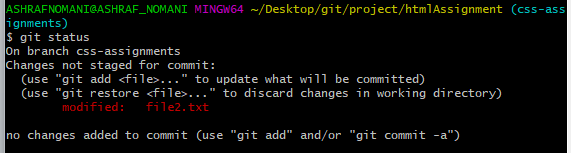 ASHRAFNOMANI@ASHRAF_NOMANI MINGW64 ~/Desktop/git/project/htmlAssignment (css-ass
ignments)
$ git status
On branch css-assignments
Changes not staged for commit:
  (use "git add <file>..." to update what will be committed)
  (use "git restore <file>..." to discard changes in working directory)
        modified:   file2.txt

no changes added to commit (use "git add" and/or "git commit -a")